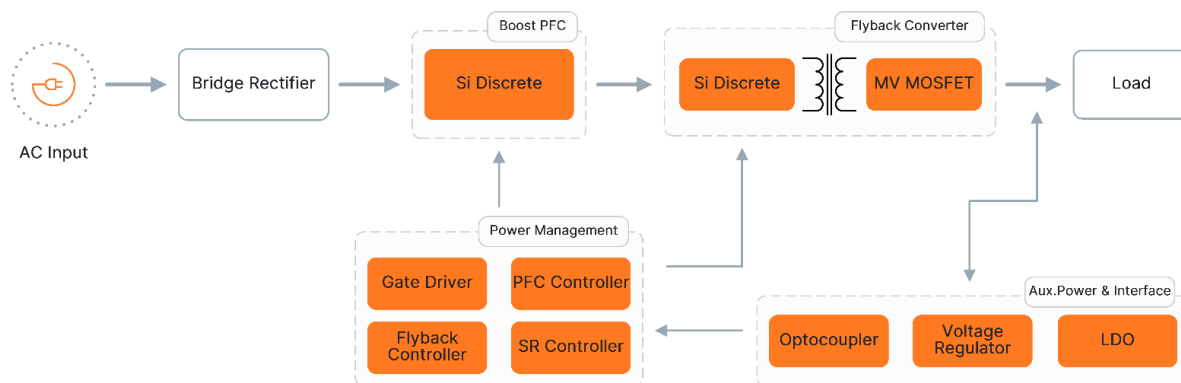 Boost PFC
Flyback Converter
Bridge Rectifier
Si Discrete
Si Discrete
MV MOSFET
Load
AC Input
Power Management
Gate Driver
PFC Controller
Flyback
Controller
SR Controller
Aux.Power & Interface
Optocoupler
Voltage
Regulator
LDO